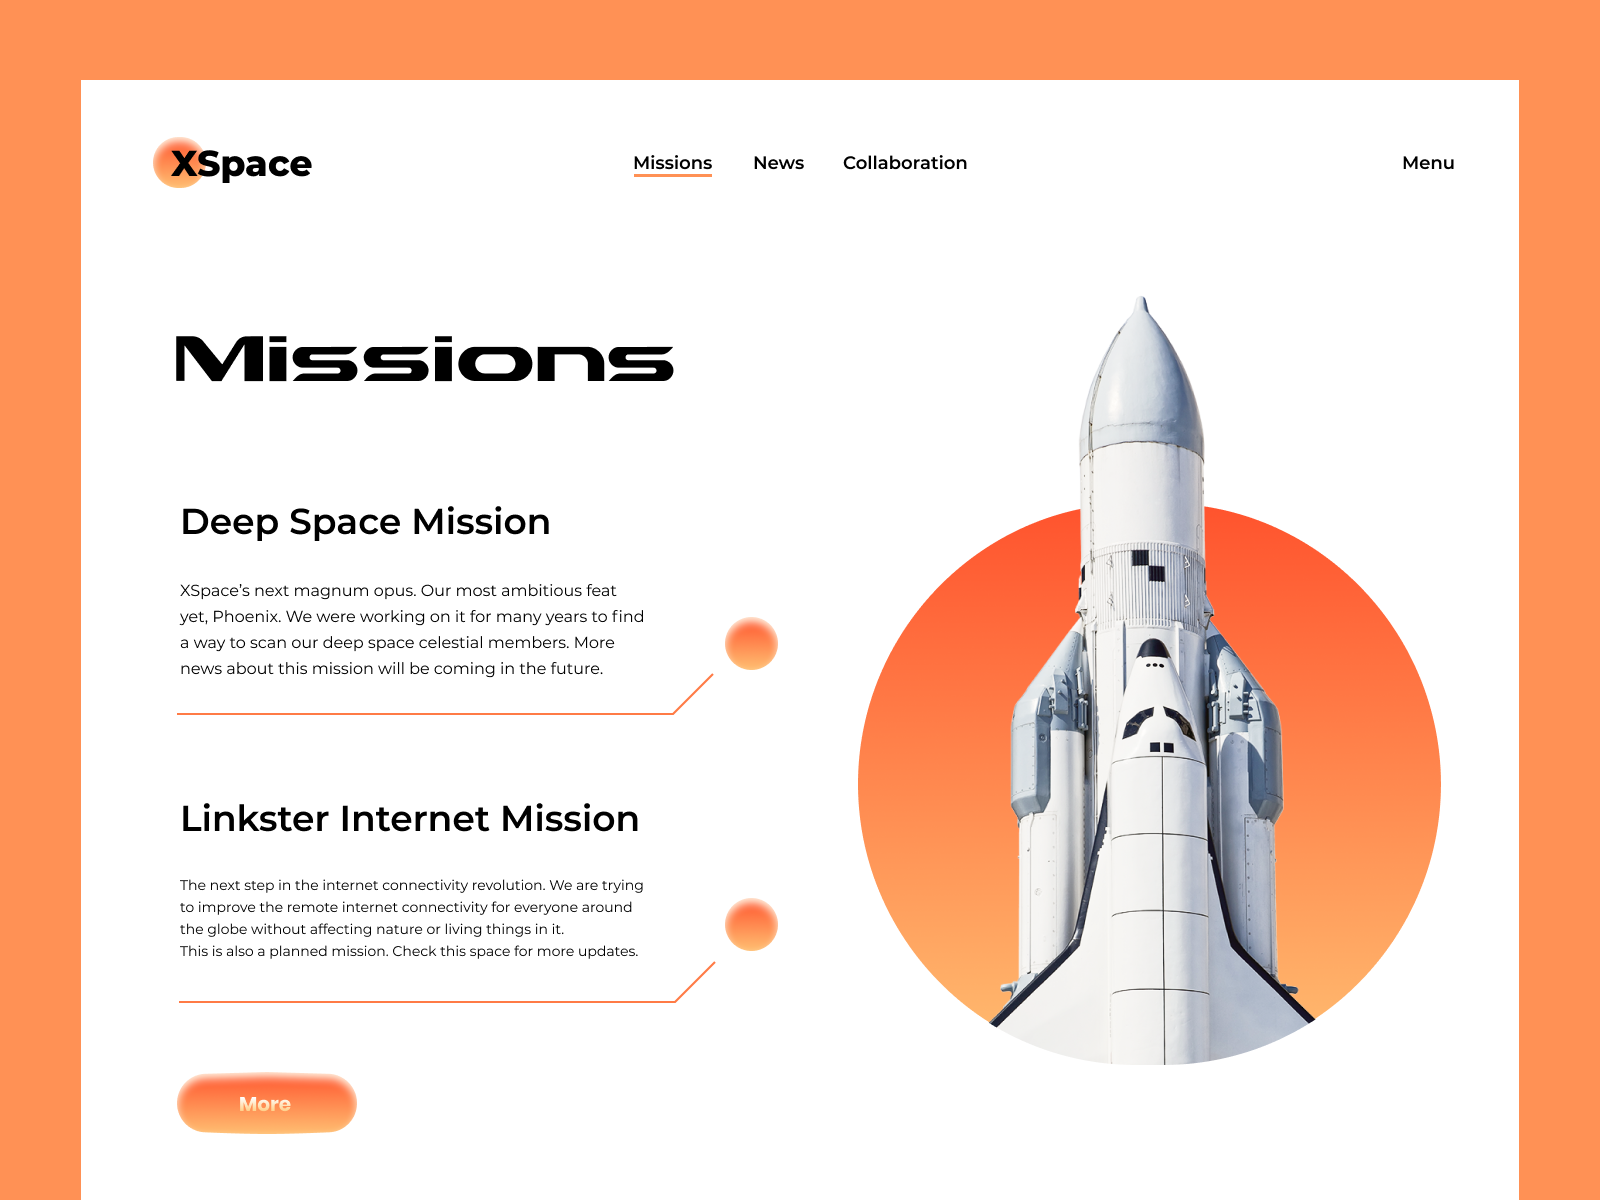 XSpace
Missions
News
Collaboration
Menu
Missions
Deep Space Mission
XSpace’s next magnum opus. Our most ambitious feat
yet, Phoenix. We were working on it for many years to find
a way to scan our deep space celestial members. More
news about this mission will be coming in the future.
Linkster Internet Mission
The next step in the internet connectivity revolution. We are trying
to improve the remote internet connectivity for everyone around
the globe without affecting nature or living things in it.
This is also a planned mission. Check this space for more updates.
More